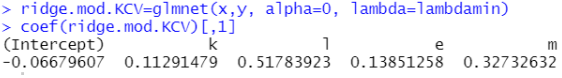 > ridge.mod.KCV=glmnet(x,y, alpha=0, lambda=lambdamin)
> coef(ridge.mod.KCV)[,1]
(Intercept) k l e m
-0.06679607 0.11291479 0.51783923 0.13851258 0.32732632